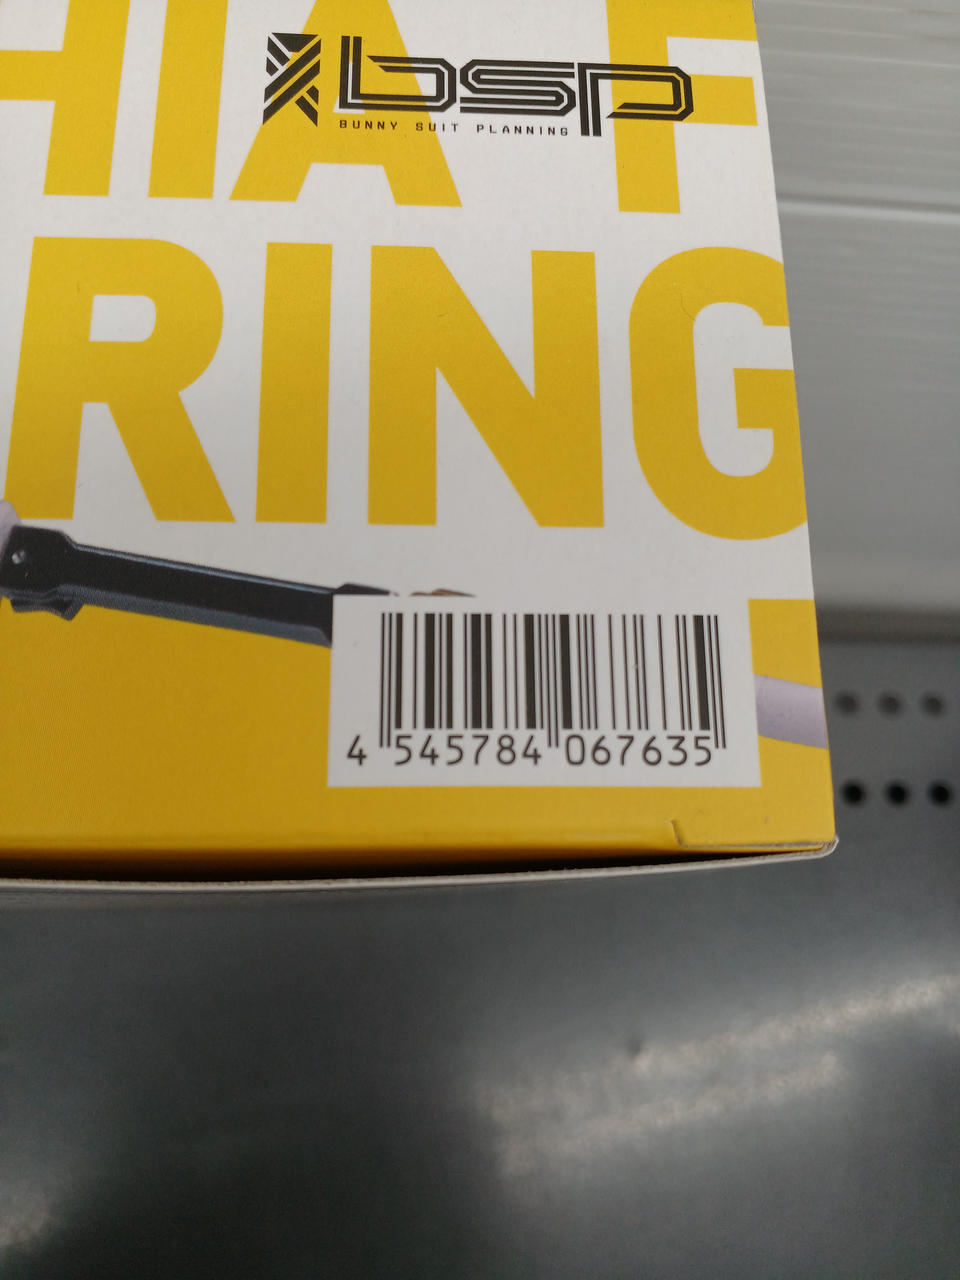 HIA F
bsp
BUNNY SUIT PLANNING
RING
4 545784 067635